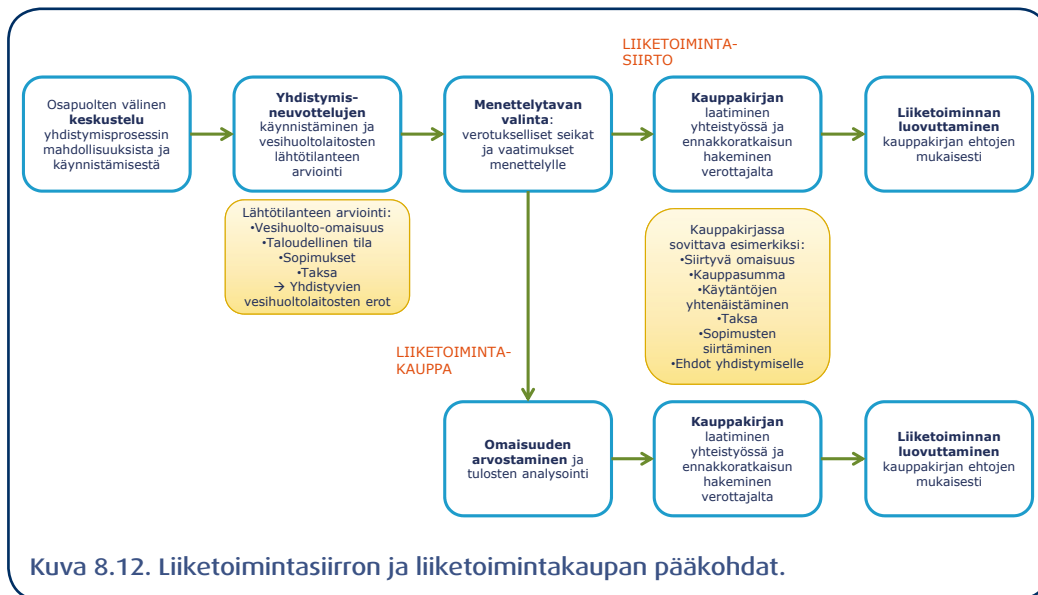 LIIKETOIMINTA-
SIIRTO
Osapuolten välinen
keskustelu
yhdistymisprosessin
mahdollisuuksista ja
käynnistämisestä
Yhdistymis-
neuvottelujen
käynnistäminen ja
vesihuoltolaitosten
lähtötilanteen
arviointi
Menettelytavan
valinta:
verotukselliset seikat
ja vaatimukset
menettelylle
Kauppakirjan
laatiminen
yhteistyössä ja
ennakkoratkaisun
hakeminen
verottajalta
Liiketoiminnan
luovuttaminen
kauppakirjan ehtojen
mukaisesti
Lähtötilanteen arviointi:
•Vesihuolto-omaisuus
•Taloudellinen tila
•Sopimukset
•Taksa
→ Yhdistyvien
vesihuoltolaitosten erot
Kauppakirjassa
sovittava esimerkiksi:
•Siirtyvä omaisuus
•Kauppasumma
•Käytäntöjen
yhtenäistäminen
•Taksa
•Sopimusten
siirtäminen
•Ehdot yhdistymiselle
LIIKETOIMINTA-
KAUPPA
Omaisuuden
arvostaminen ja
tulosten analysointi
Kauppakirjan
laatiminen
yhteistyössä ja
ennakkoratkaisun
hakeminen
verottajalta
Liiketoiminnan
luovuttaminen
kauppakirjan ehtojen
mukaisesti
Kuva 8.12. Liiketoimintasiirron ja liiketoimintakaupan pääkohdat.